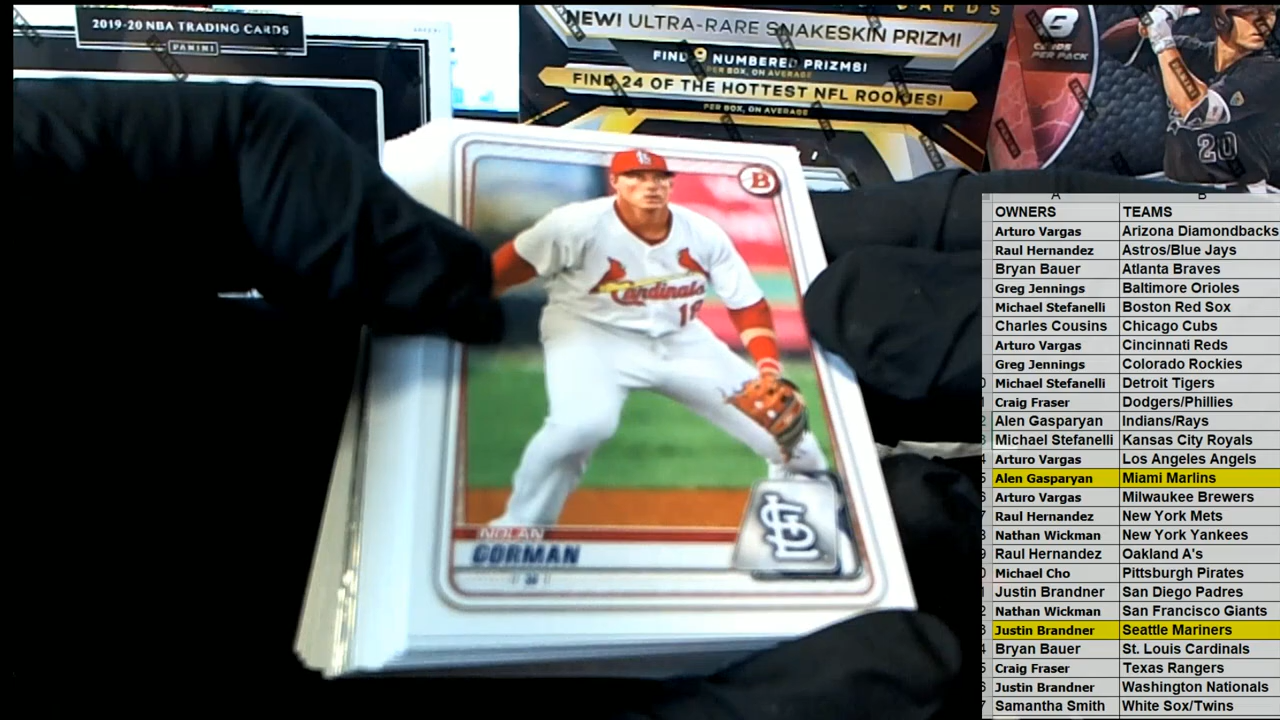 2019-20 NBA TRADING CARDS
PANINI
CARDS
NEW! ULTRA-RARE SNAKESKIN PRIZM!
FIND 9 NUMBERED PRIZMS!
PER BOX, ON AVERAGE
FIND 24 OF THE HOTTEST NFL ROOKIES!
PER BOX, ON AVERAGE
8
CARDS
PER PACK
20
B
Cardinals
18
NOLAN
GORMAN
A B
OWNERS TEAMS
Arturo Vargas Arizona Diamondbacks
Raul Hernandez Astros/Blue Jays
Bryan Bauer Atlanta Braves
Greg Jennings Baltimore Orioles
Michael Stefanelli Boston Red Sox
Charles Cousins Chicago Cubs
Arturo Vargas Cincinnati Reds
Greg Jennings Colorado Rockies
Michael Stefanelli Detroit Tigers
Craig Fraser Dodgers/Phillies
Alen Gasparyan Indians/Rays
Michael Stefanelli Kansas City Royals
Arturo Vargas Los Angeles Angels
Alen Gasparyan Miami Marlins
Arturo Vargas Milwaukee Brewers
Raul Hernandez New York Mets
Nathan Wickman New York Yankees
Raul Hernandez Oakland A's
Michael Cho Pittsburgh Pirates
Justin Brandner San Diego Padres
Nathan Wickman San Francisco Giants
Justin Brandner Seattle Mariners
Bryan Bauer St. Louis Cardinals
Craig Fraser Texas Rangers
Justin Brandner Washington Nationals
Samantha Smith White Sox/Twins